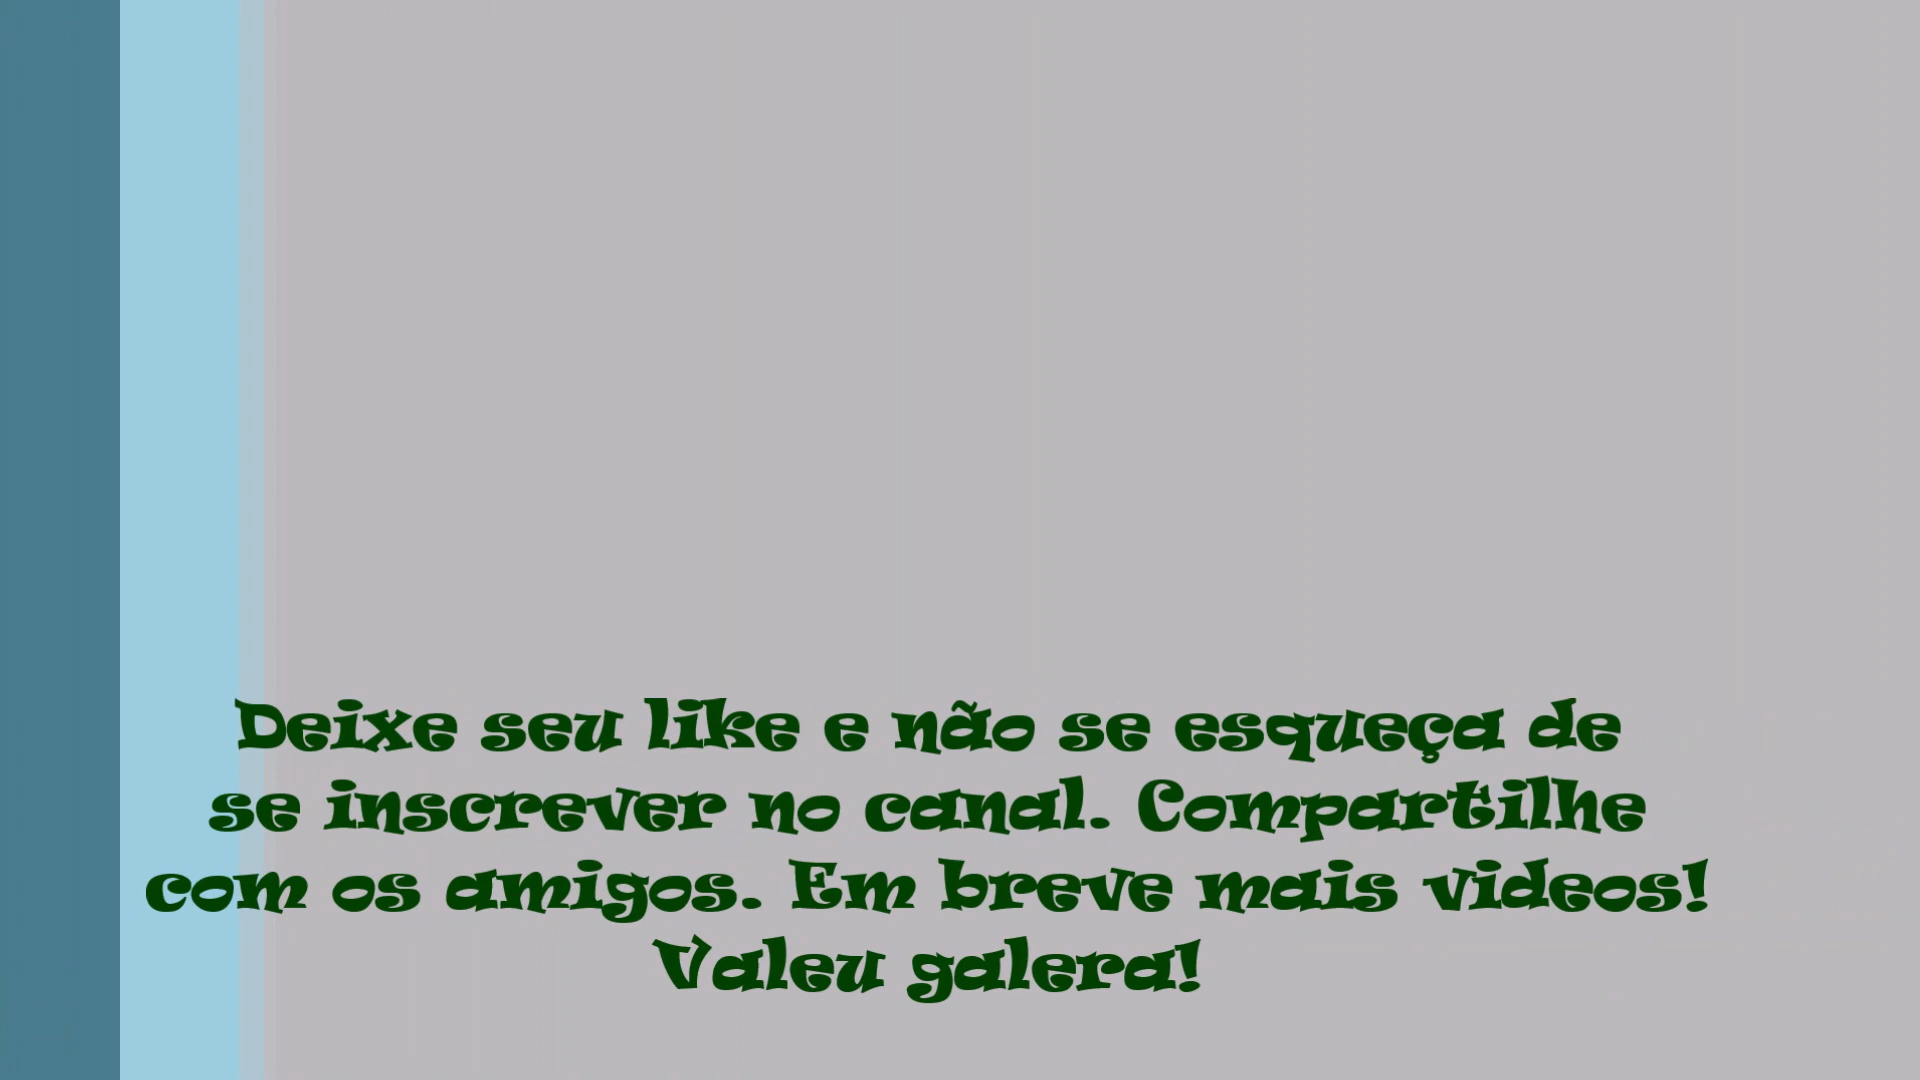 Deixe seu like e não se esqueça de
se inscrever no canal. Compartilhe
com os amigos. Em breve mais videos!
Valeu galera!